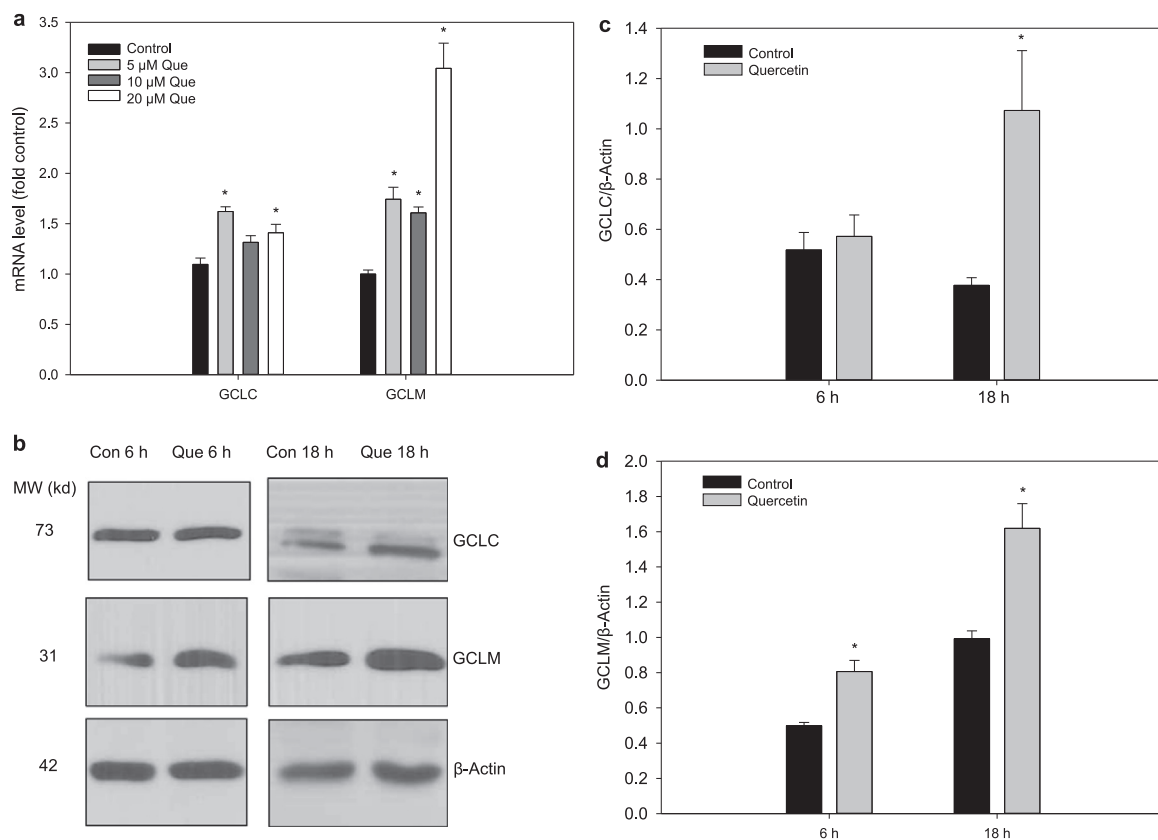 a
Control
5 µM Que
10 µM Que
20 µM Que
mRNA level (fold control)
3.5
3.0
2.5
2.0
1.5
1.0
0.5
0.0
*
*
*
*
*
GCLC
GCLM
b
Con 6 h
Que 6 h
Con 18 h
Que 18 h
MW (kd)
73
GCLC
31
GCLM
42
β-Actin
c
Control
Quercetin
GCLC/β-Actin
1.4
1.2
1.0
0.8
0.6
0.4
0.2
0.0
*
6 h
18 h
d
Control
Quercetin
GCLM/β-Actin
2.0
1.8
1.6
1.4
1.2
1.0
0.8
0.6
0.4
0.2
0.0
*
*
6 h
18 h